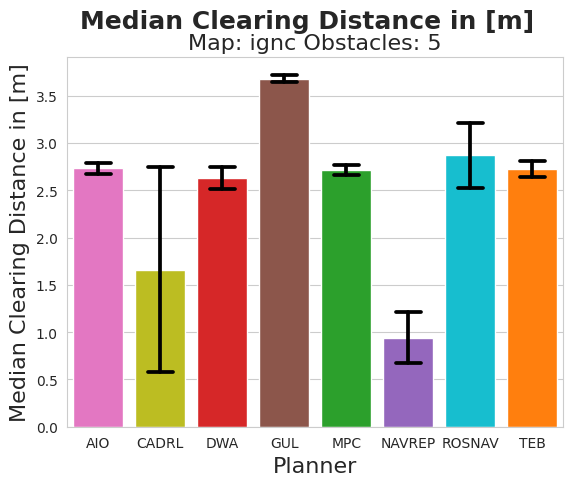 Median Clearing Distance in [m]
Map: ignc Obstacles: 5
Median Clearing Distance in [m]
3.5
3.0
2.5
2.0
1.5
1.0
0.5
0.0
AIO CADRL DWA GUL MPC NAVREP ROSNAV TEB
Planner